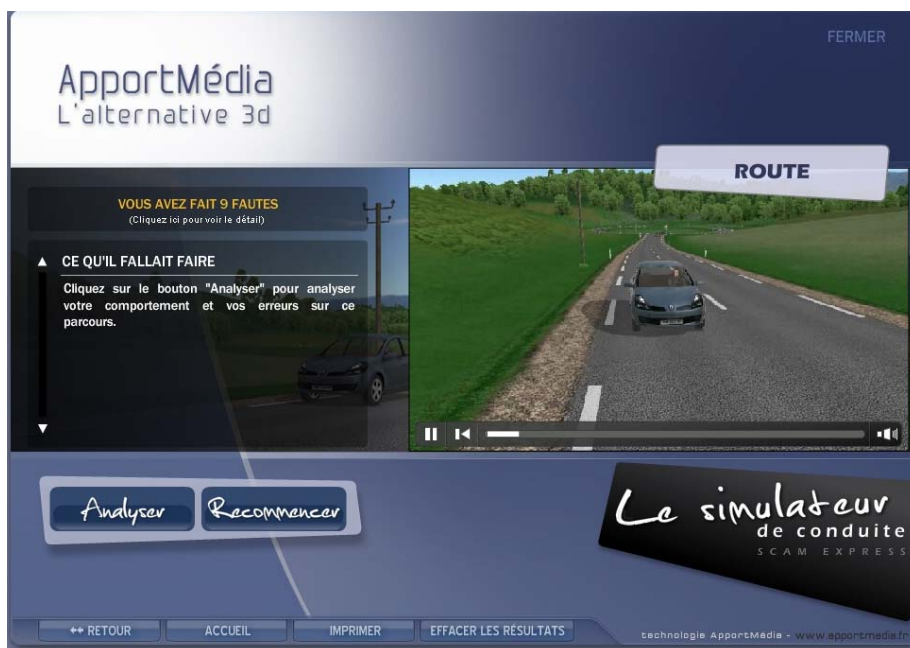 FERMER
ApportMédia
L'alternative 3d
ROUTE
VOUS AVEZ FAIT 9 FAUTES
(Cliquez ici pour voir le détail)
CE QU'IL FALLAIT FAIRE
Cliquez sur le bouton "Analyser" pour analyser
votre comportement et vos erreurs sur ce
parcours.
Analyser
Recommencer
Le simulateur
de conduite
SCAM EXPRESS
RETOUR
ACCUEIL
IMPRIMER
EFFACER LES RÉSULTATS
technologie ApportMédia - www.apportmedia.fr